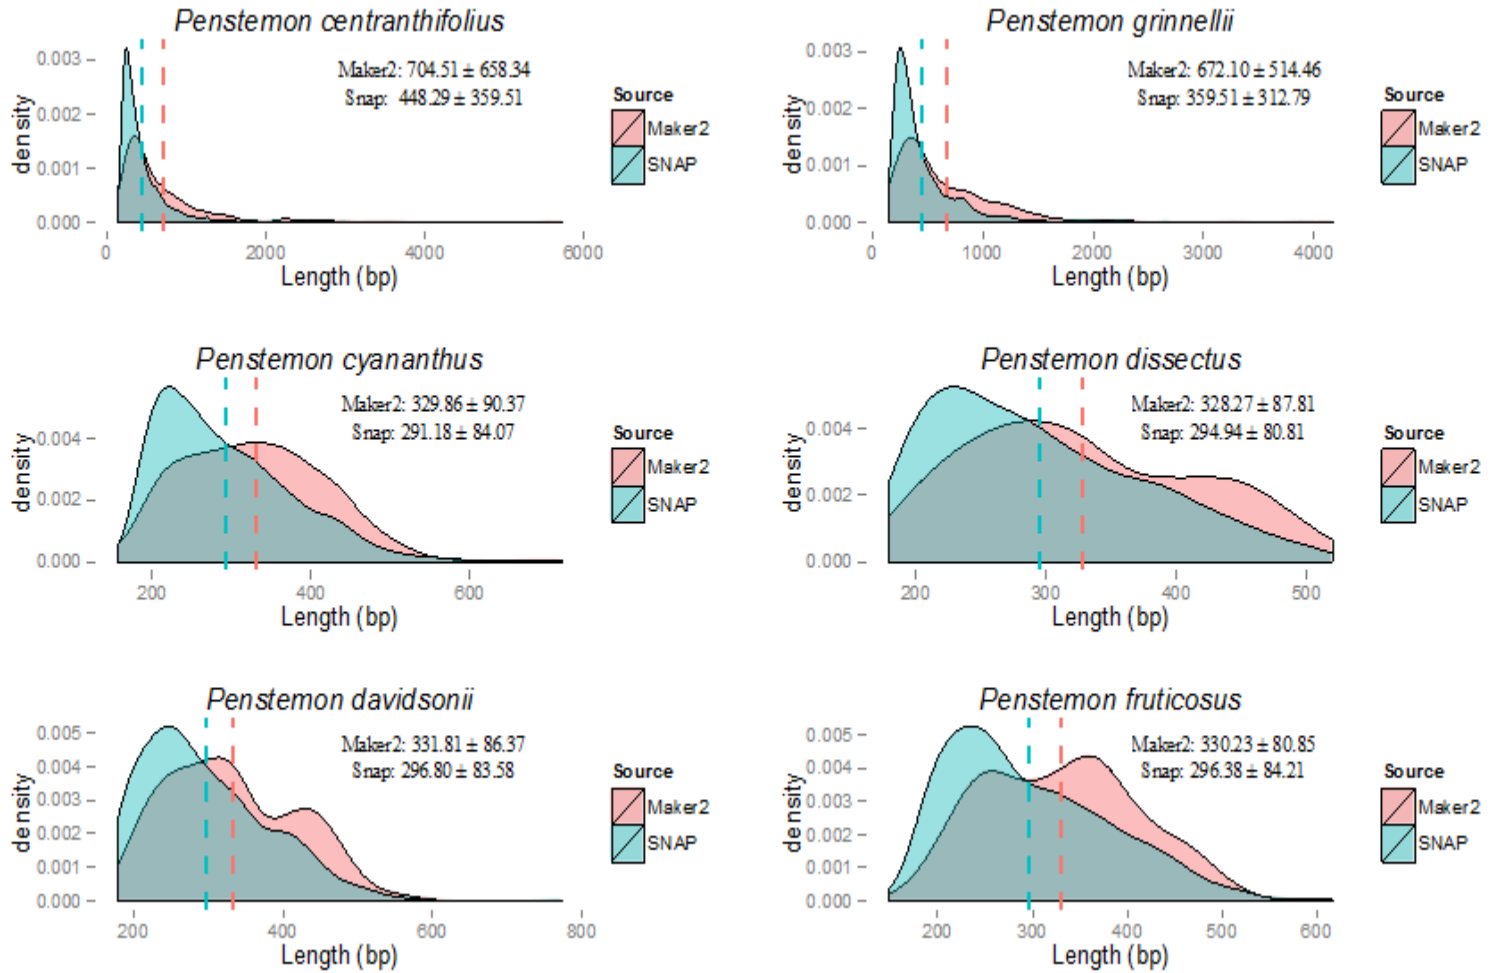 Penstemon centranthifolius
Maker2: 704.51 ± 658.34
Snap: 448.29 ± 359.51
density
0.003
0.002
0.001
0.000
0 2000 4000 6000
Length (bp)
Source
Maker2
SNAP
Penstemon grinnellii
Maker2: 672.10 ± 514.46
Snap: 359.51 ± 312.79
density
0.003
0.002
0.001
0.000
0 1000 2000 3000 4000
Length (bp)
Source
Maker2
SNAP
Penstemon cyananthus
Maker2: 329.86 ± 90.37
Snap: 291.18 ± 84.07
density
0.004
0.002
0.000
200 400 600
Length (bp)
Source
Maker2
SNAP
Penstemon dissectus
Maker2: 328.27 ± 87.81
Snap: 294.94 ± 80.81
density
0.004
0.002
0.000
200 300 400 500
Length (bp)
Source
Maker2
SNAP
Penstemon davidsonii
Maker2: 331.81 ± 86.37
Snap: 296.80 ± 83.58
density
0.005
0.004
0.003
0.002
0.001
0.000
200 400 600 800
Length (bp)
Source
Maker2
SNAP
Penstemon fruticosus
Maker2: 330.23 ± 80.85
Snap: 296.38 ± 84.21
density
0.005
0.004
0.003
0.002
0.001
0.000
200 300 400 500 600
Length (bp)
Source
Maker2
SNAP